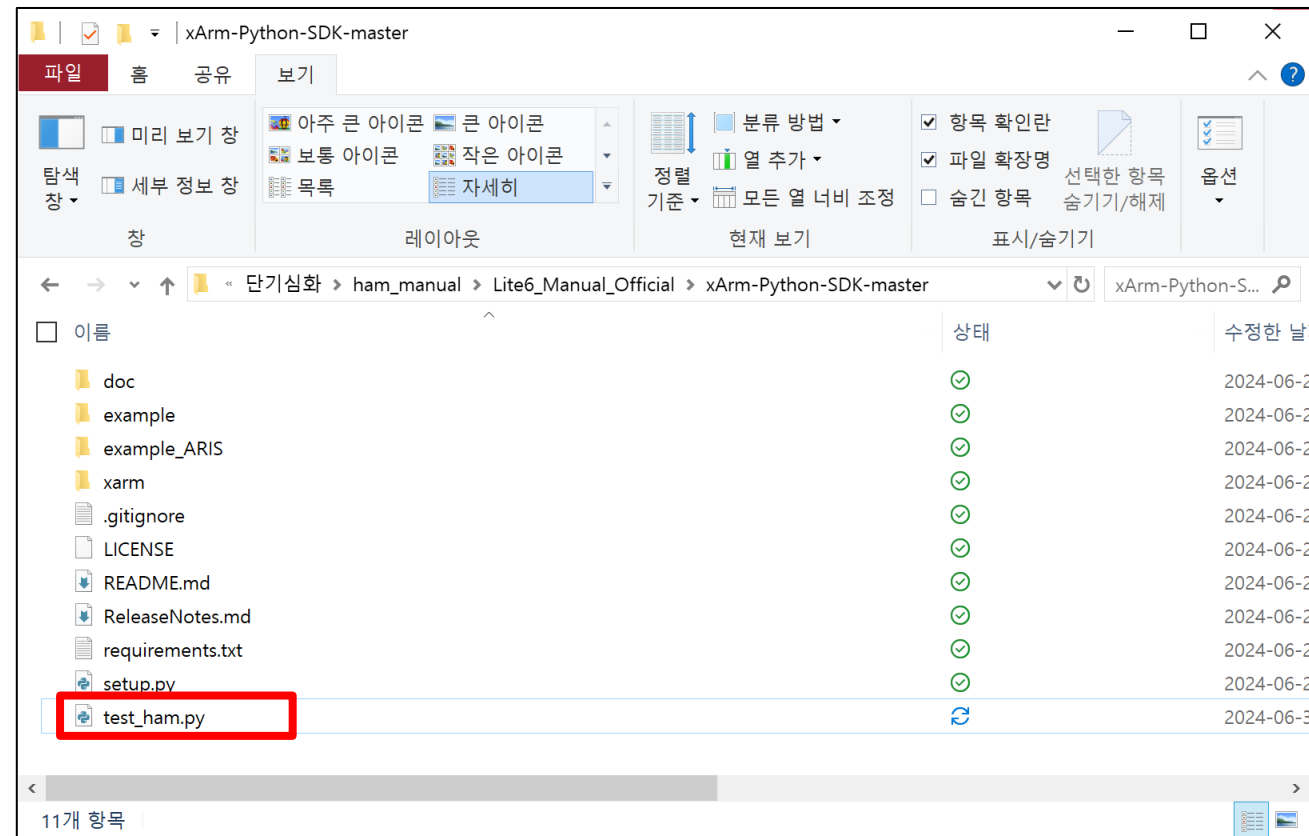 xArm-Python-SDK-master
파일 홈 공유 보기
미리 보기 창 아주 큰 아이콘 큰 아이콘 분류 방법 항목 확인란
보통 아이콘 작은 아이콘 열 추가 파일 확장명
탐색 창 세부 정보 창 목록 자세히 정렬 기준 모든 열 너비 조정 숨긴 항목 선택한 항목 숨기기/해제 옵션
창 레이아웃 현재 보기 표시/숨기기
« 단기심화 > ham_manual > Lite6_Manual_Official > xArm-Python-SDK-master xArm-Python-S...
이름 상태 수정한 날
doc 2024-06-2
example 2024-06-2
example_ARIS 2024-06-2
xarm 2024-06-2
.gitignore 2024-06-2
LICENSE 2024-06-2
README.md 2024-06-2
ReleaseNotes.md 2024-06-2
requirements.txt 2024-06-2
setup.py 2024-06-2
test_ham.py 2024-06-3
11개 항목